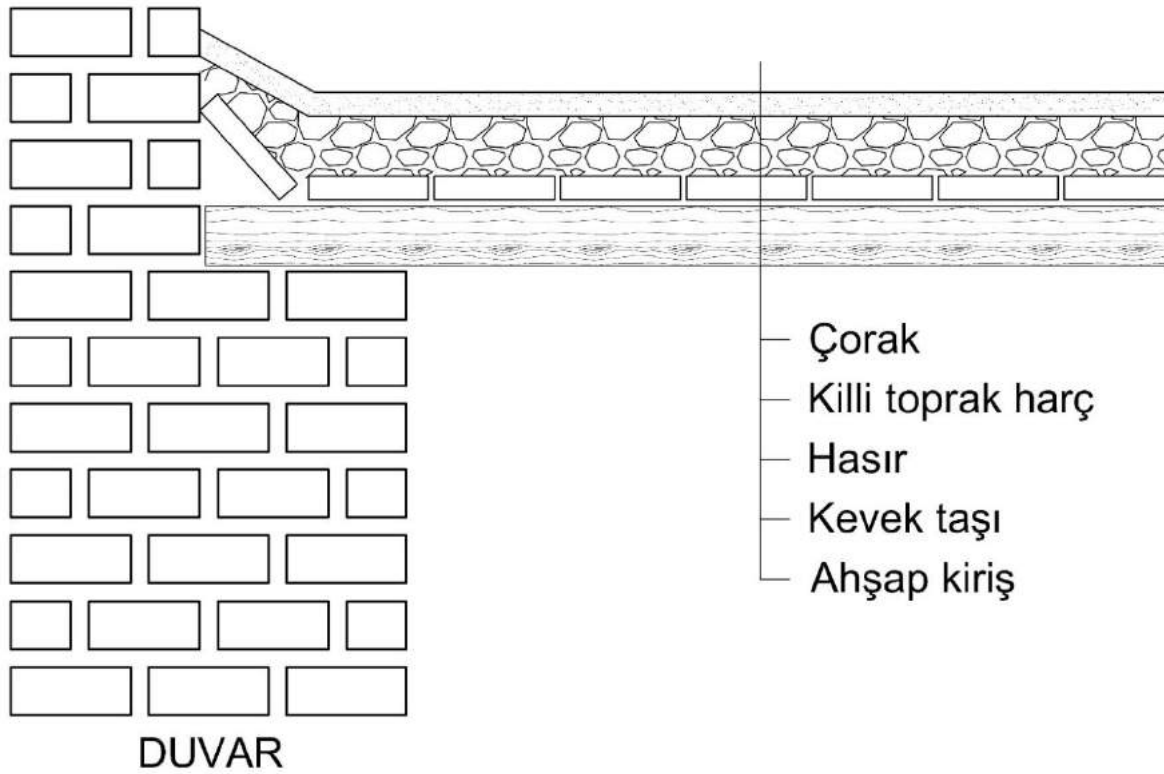 Çorak
Killi toprak harç
Hasır
Kevek taşı
Ahşap kiriş
DUVAR